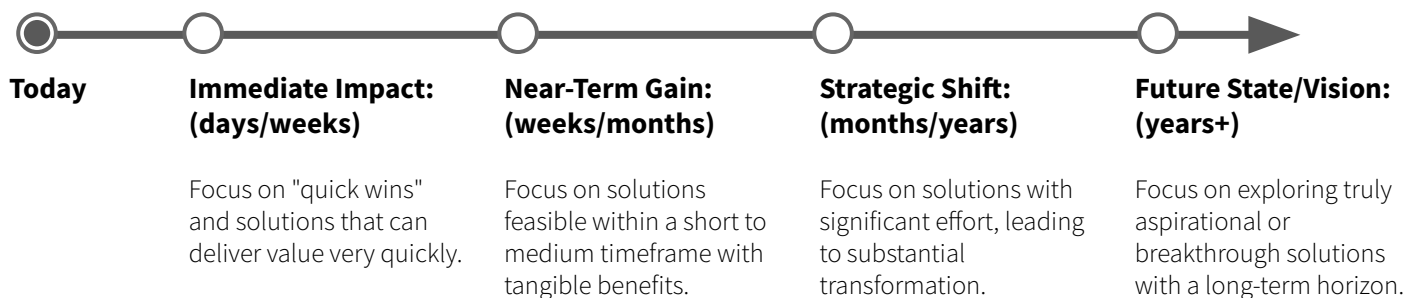 Today
Immediate Impact:
(days/weeks)
Focus on "quick wins"
and solutions that can
deliver value very quickly.
Near-Term Gain:
(weeks/months)
Focus on solutions
feasible within a short to
medium timeframe with
tangible benefits.
Strategic Shift:
(months/years)
Focus on solutions with
significant effort, leading
to substantial
transformation.
Future State/Vision:
(years+)
Focus on exploring truly
aspirational or
breakthrough solutions
with a long-term horizon.